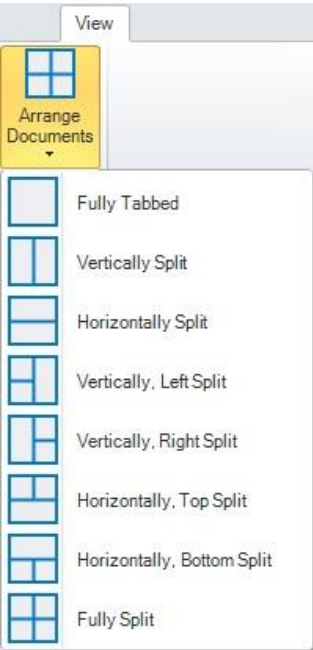 View
Arrange
Documents
Fully Tabbed
Vertically Split
Horizontally Split
Vertically, Left Split
Vertically, Right Split
Horizontally, Top Split
Horizontally, Bottom Split
Fully Split